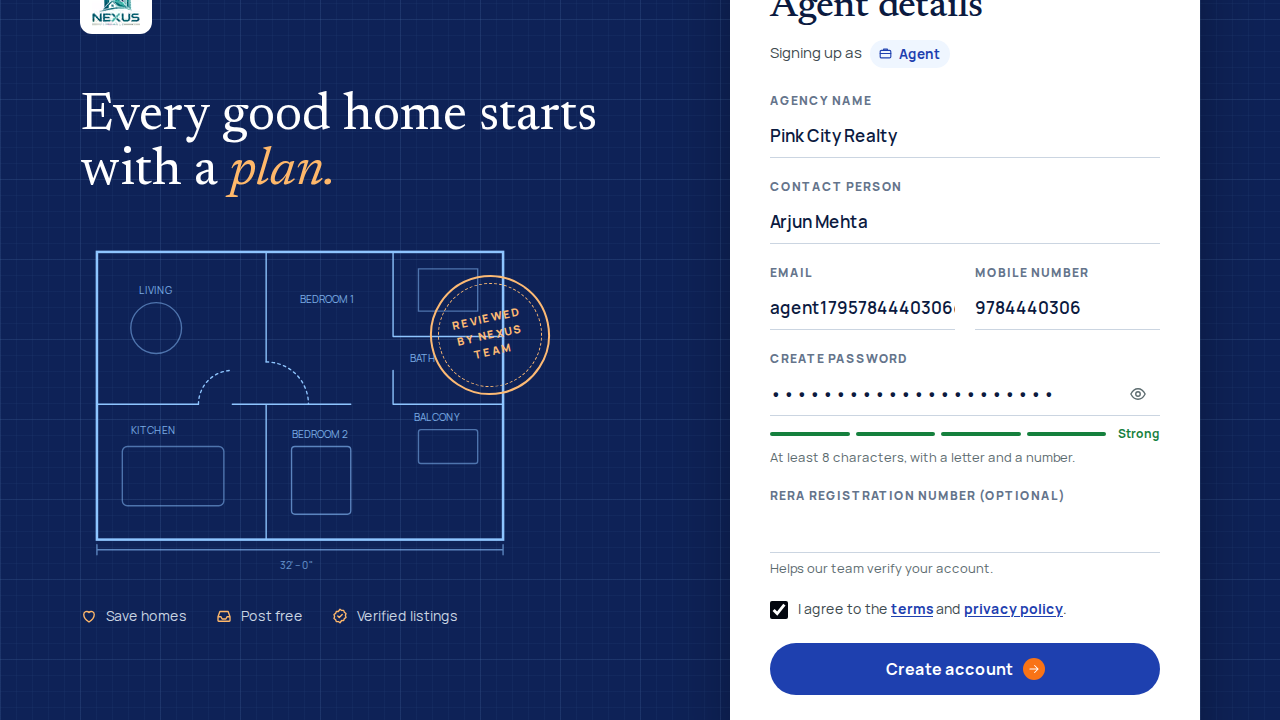 NEXUS
Every good home starts
with a plan.
LIVING
BEDROOM 1
BATH
KITCHEN
BEDROOM 2
BALCONY
REVIEWED
BY NEXUS
TEAM
32'-0"
Save homes
Post free
Verified listings
Agent details
Signing up as Agent
AGENCY NAME
Pink City Realty
CONTACT PERSON
Arjun Mehta
EMAIL
agent1795784440306
MOBILE NUMBER
9784440306
CREATE PASSWORD
Strong
At least 8 characters, with a letter and a number.
RERA REGISTRATION NUMBER (OPTIONAL)
Helps our team verify your account.
I agree to the terms and privacy policy.
Create account